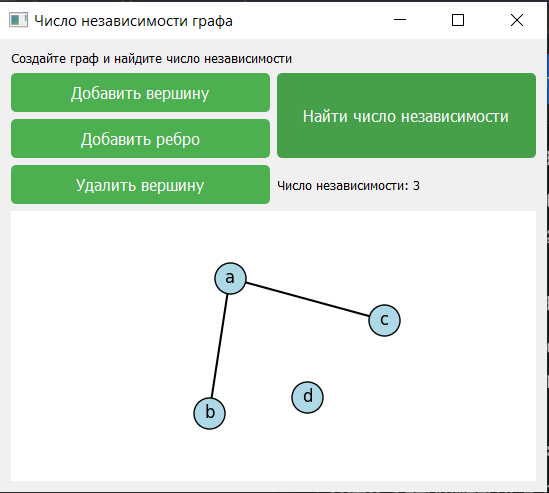 Число независимости графа
Создайте граф и найдите число независимости
Добавить вершину
Найти число независимости
Добавить ребро
Удалить вершину
Число независимости: 3
a
c
d
b